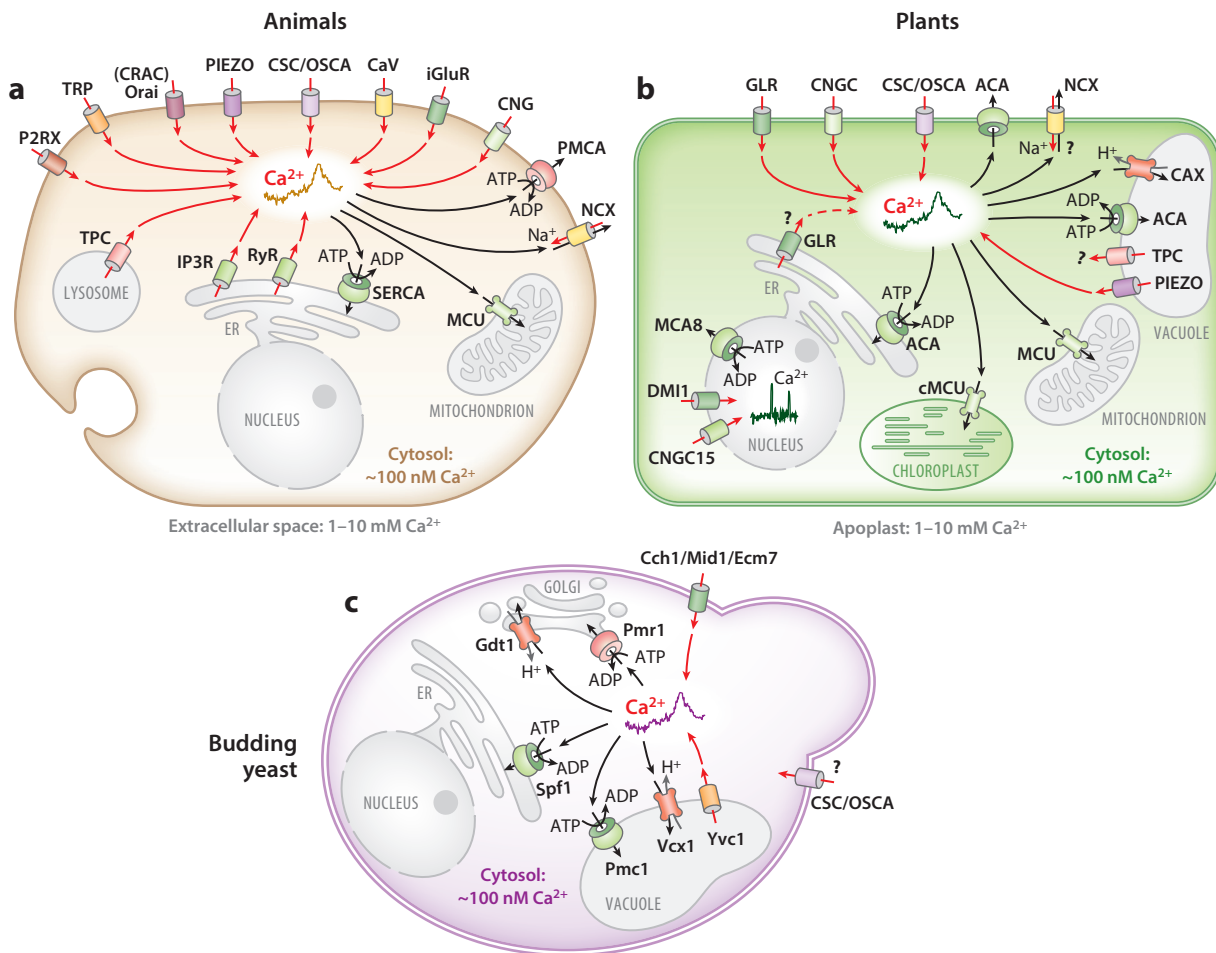 Animals
a
P2RX
TRP
(CRAC)
Orai
PIEZO
CSC/OSCA
CaV
iGluR
CNG
PMCA
ATP
ADP
NCX
Na⁺
Ca²⁺
TPC
LYSOSOME
IP3R
RyR
ATP
ADP
SERCA
ER
MCU
NUCLEUS
MITOCHONDRION
Cytosol:
~100 nM Ca²⁺
Extracellular space: 1–10 mM Ca²⁺
Plants
b
GLR
CNGC
CSC/OSCA
ACA
NCX
Na⁺
?
VACUOLE
H⁺
CAX
ADP
ATP
ACA
?
TPC
PIEZO
Ca²⁺
?
GLR
ER
ATP
ADP
ACA
MCA8
ATP
ADP
DMI1
Ca²⁺
CNGC15
NUCLEUS
cMCU
CHLOROPLAST
MCU
MITOCHONDRION
Cytosol:
~100 nM Ca²⁺
Apoplast: 1–10 mM Ca²⁺
Budding
yeast
c
Cch1/Mid1/Ecm7
GOLGI
Gdt1
H⁺
Pmr1
ATP
ADP
ER
Ca²⁺
ATP
ADP
Spf1
NUCLEUS
ADP
ATP
Pmc1
H⁺
Vcx1
Yvc1
?
CSC/OSCA
Cytosol:
~100 nM Ca²⁺
VACUOLE